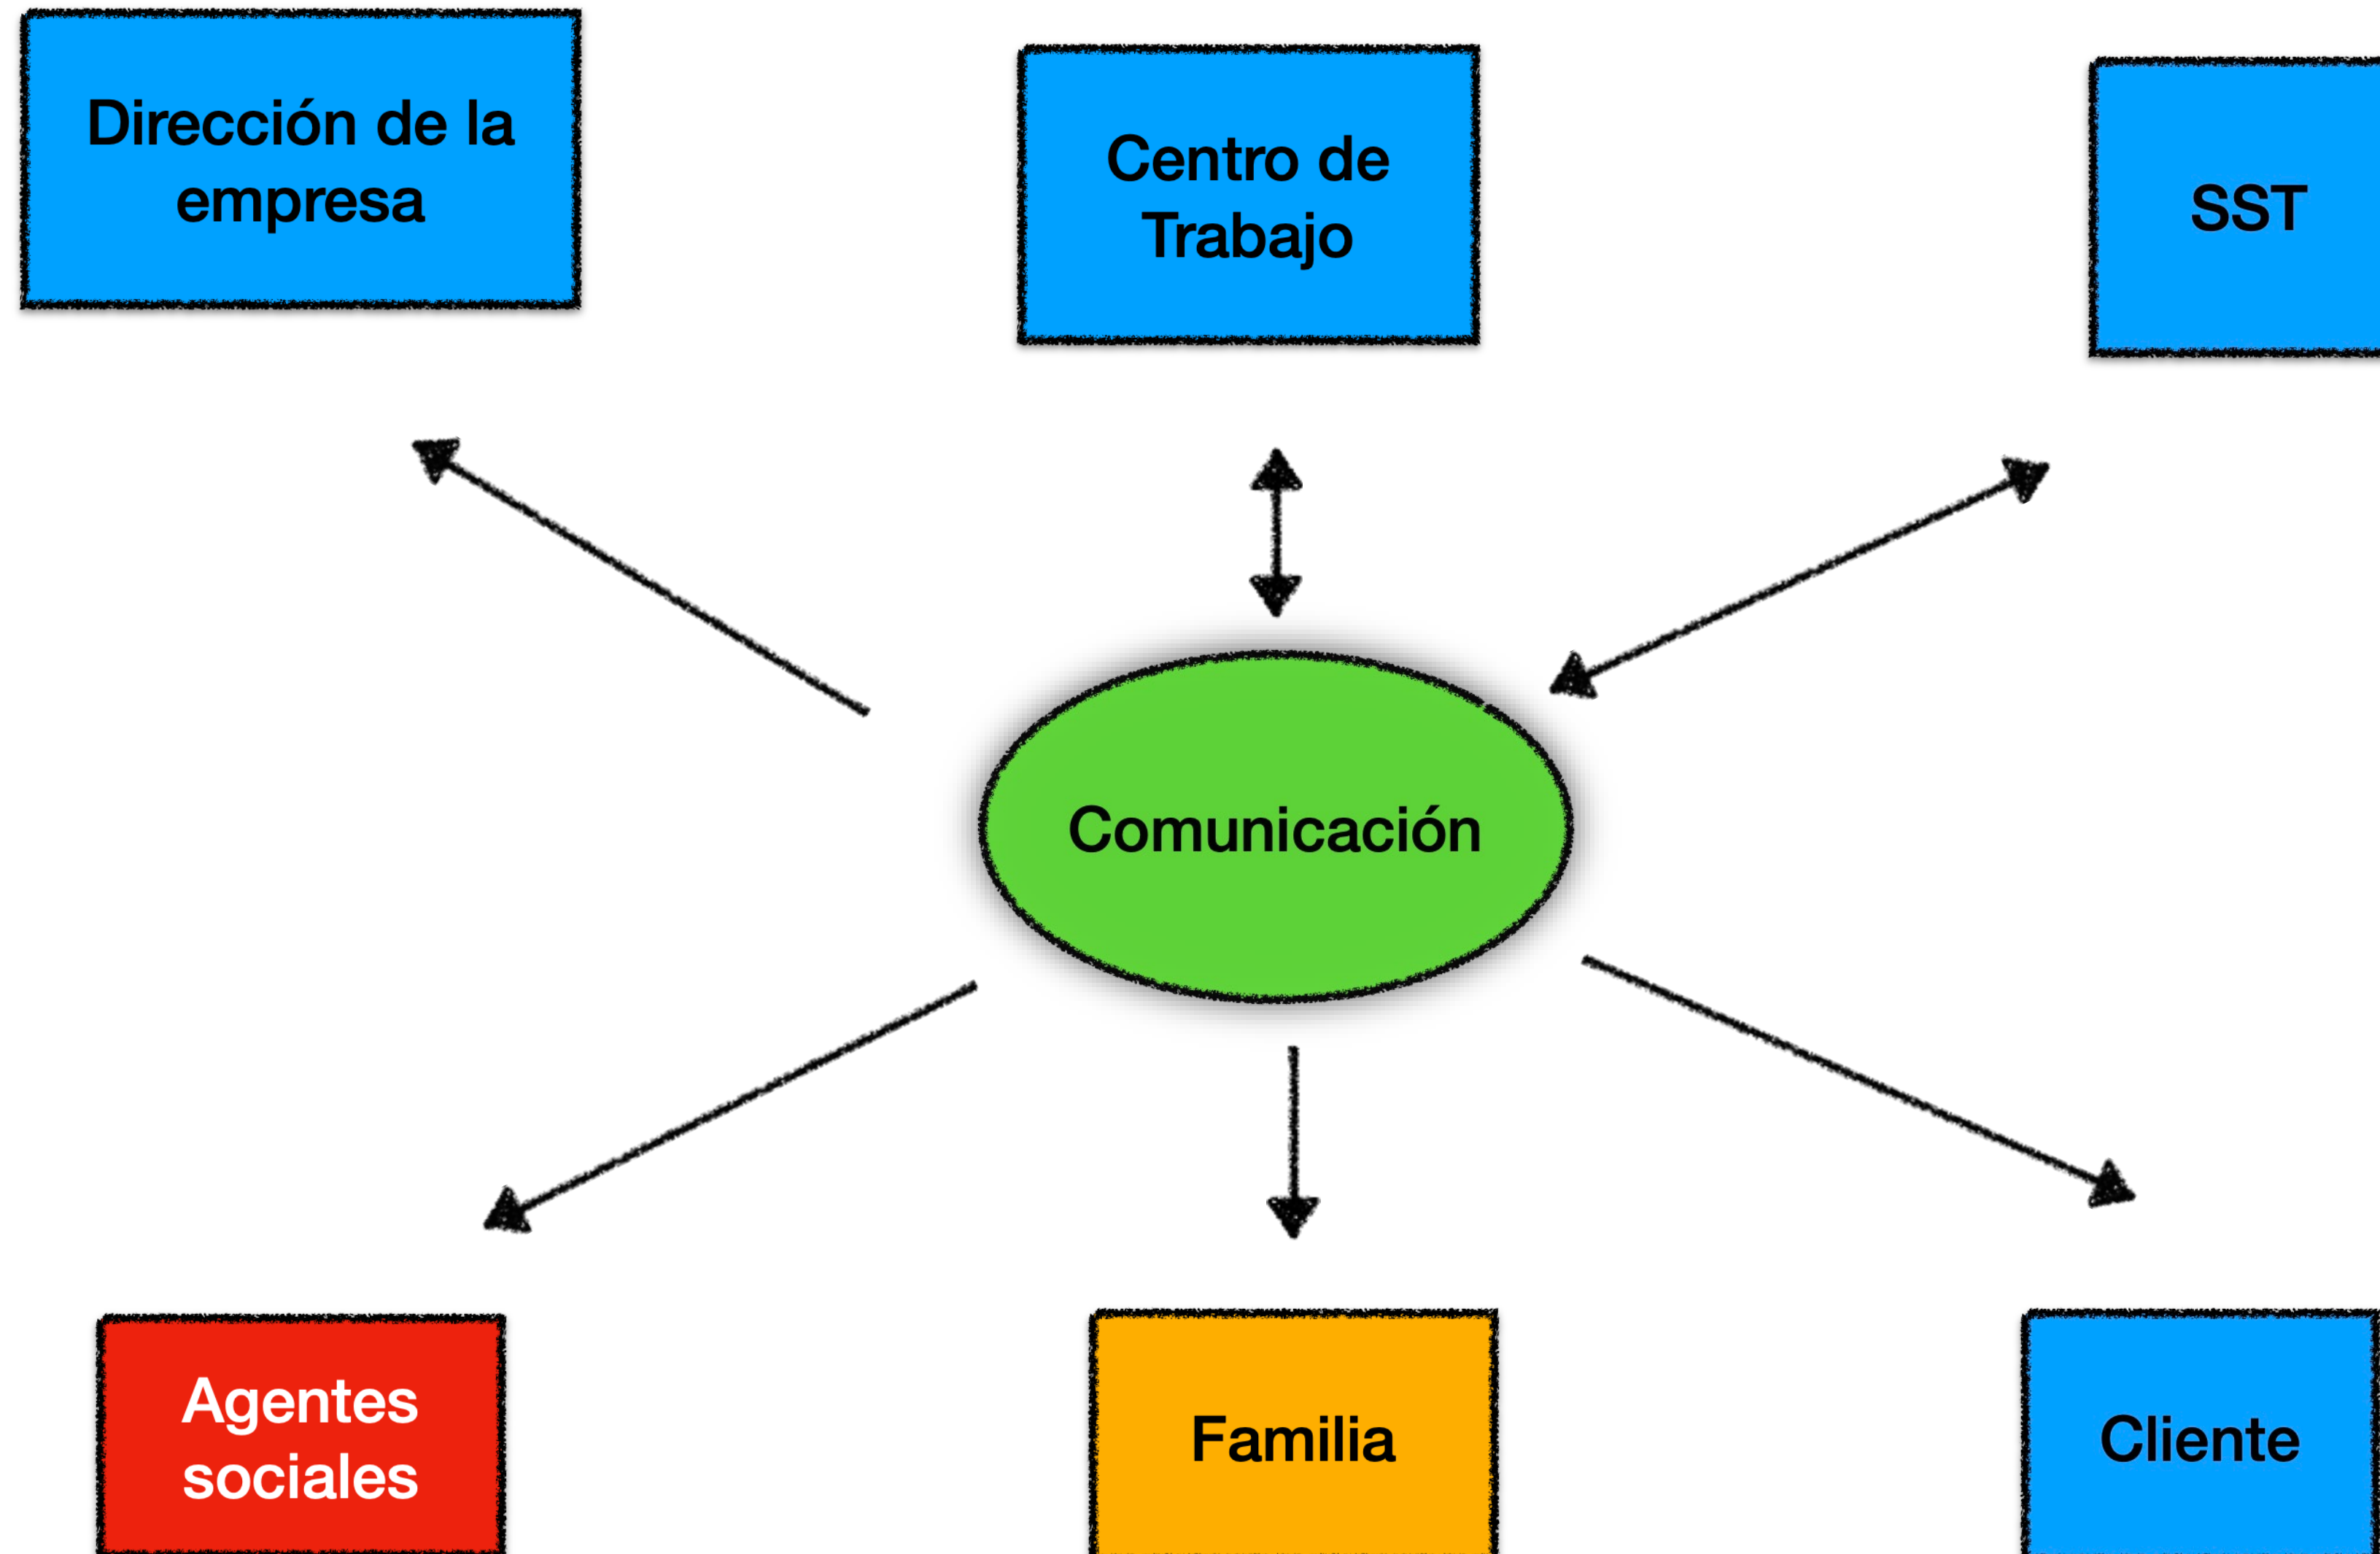 Dirección de la
empresa
Centro de
Trabajo
SST
Comunicación
Agentes
sociales
Familia
Cliente